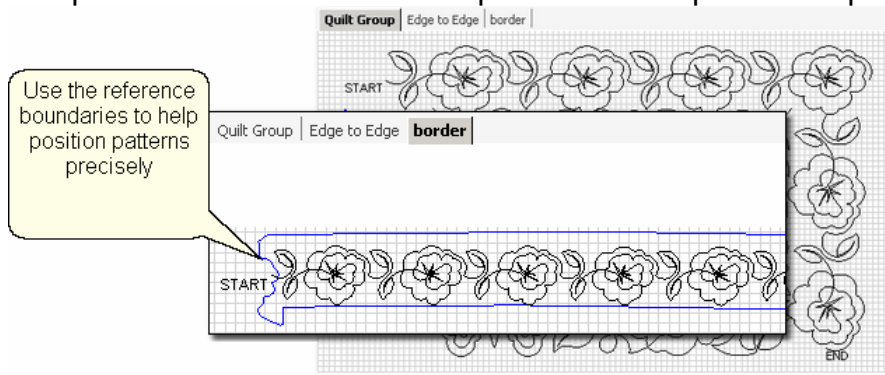 Quilt Group Edge to Edge border
START
Use the reference
boundaries to help
position patterns
precisely
Quilt Group Edge to Edge border
START
END